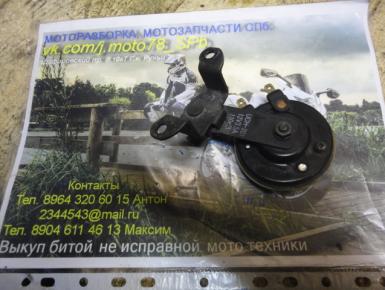 МОТОРАЗБОРКА: МОТОЗАПЧАСТИ СПб:
vk.com/j.moto78_SPb
Контакты
Тел. 8964 320 60 15 Антон
2344543@mail.ru
Тел. 8904 611 46 13 Максим
Выкуп битой, не исправной, мото техники